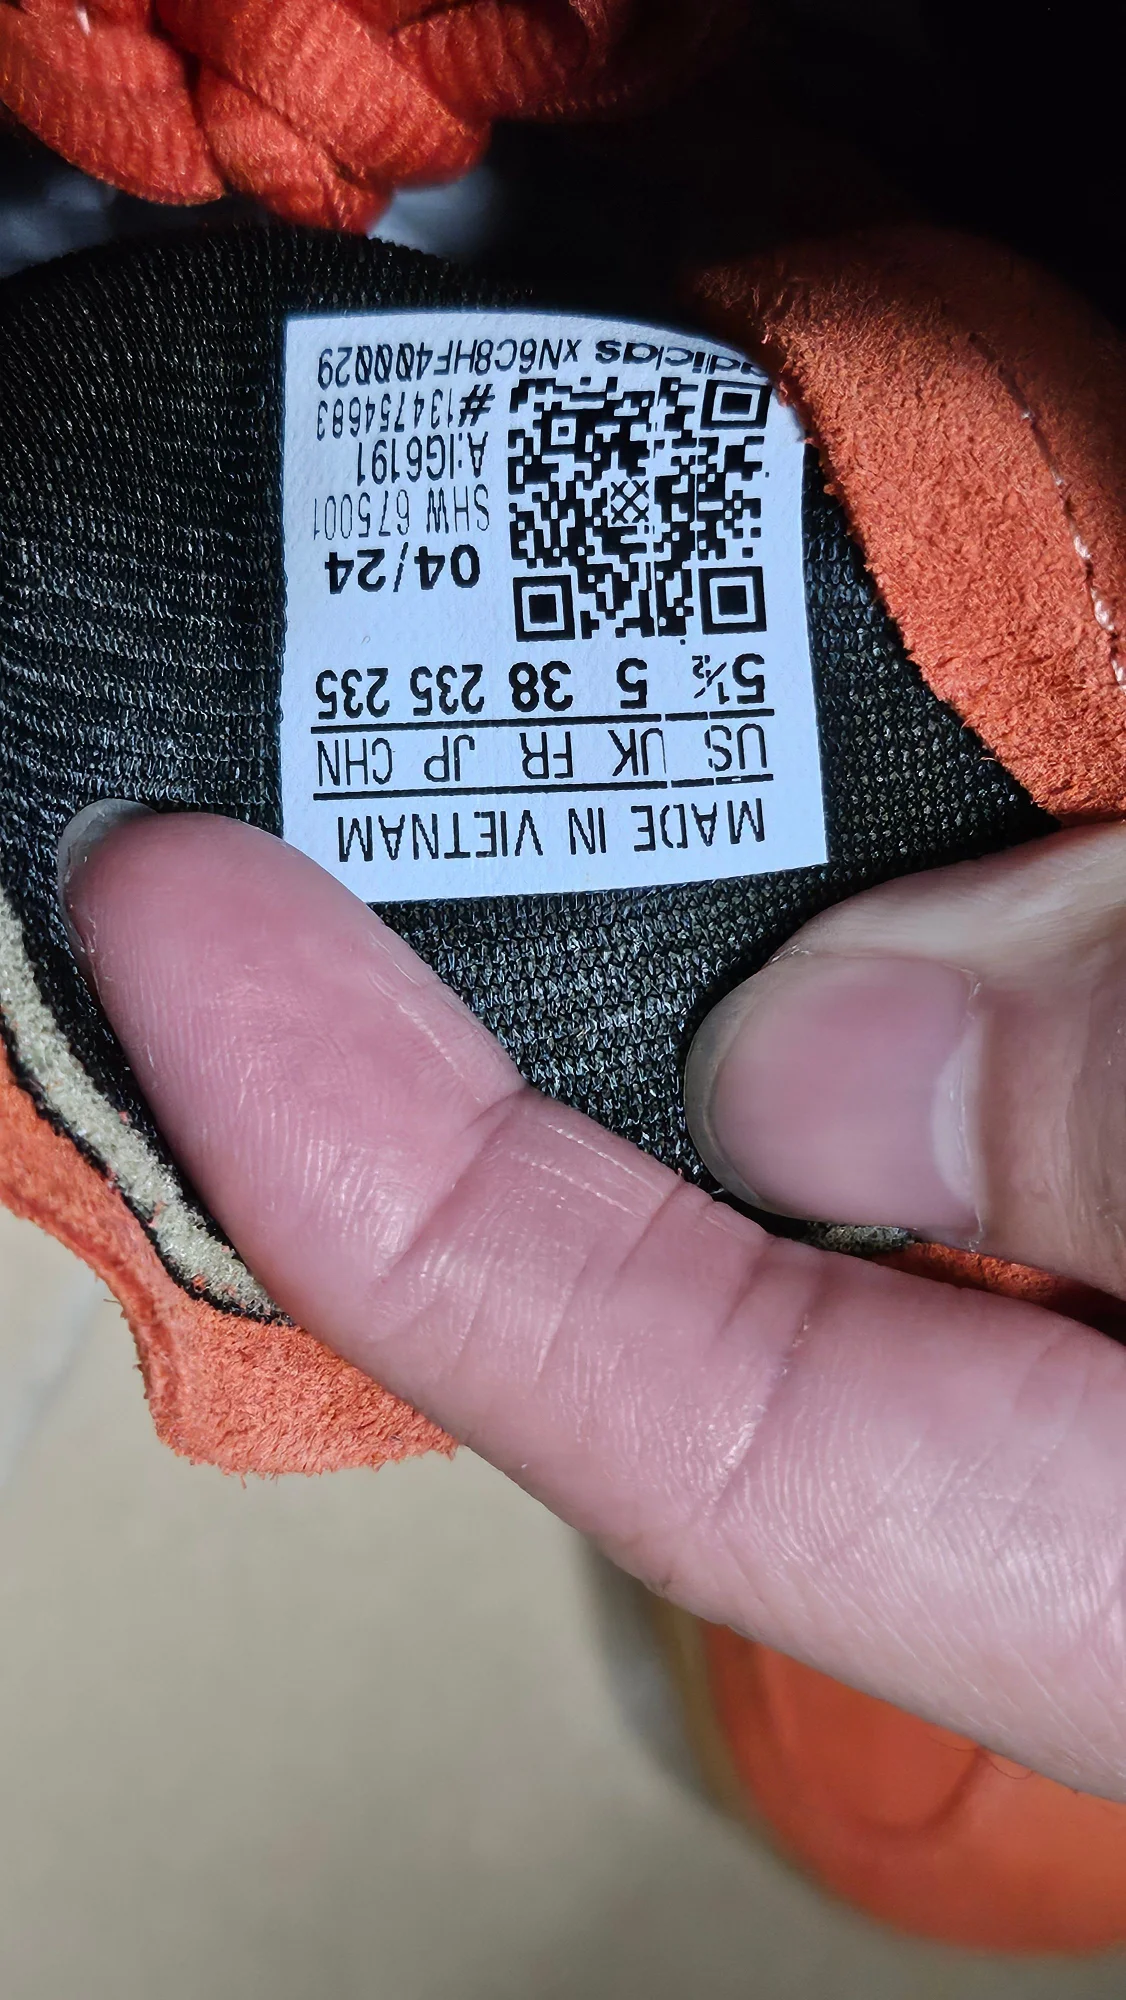 adidas xN6C8HF400029
#134754683
A:IG6191
SHW 675001
04/24
5½ 5 38 235 235
US UK FR JP CHN
MADE IN VIETNAM